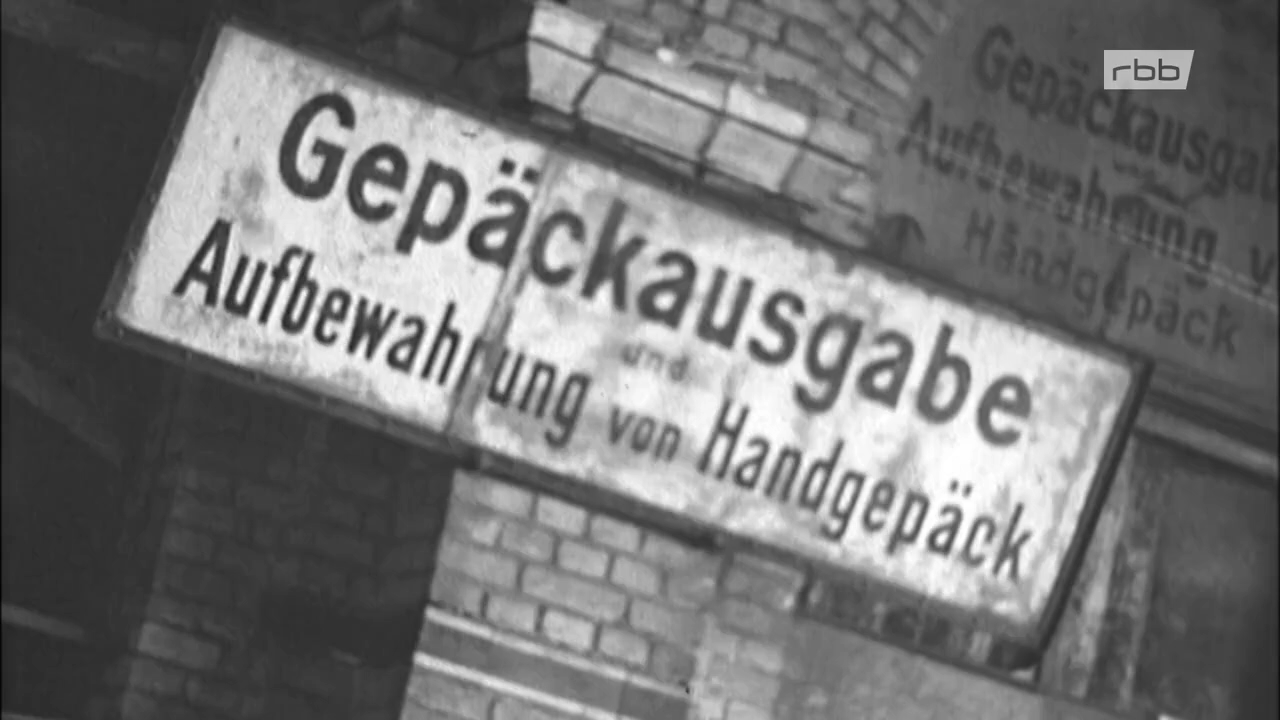 rbb
Gepäckausgabe
und
Aufbewahrung von Handgepäck
Gepäckausgab
Aufbewahrung v
Handgepäck